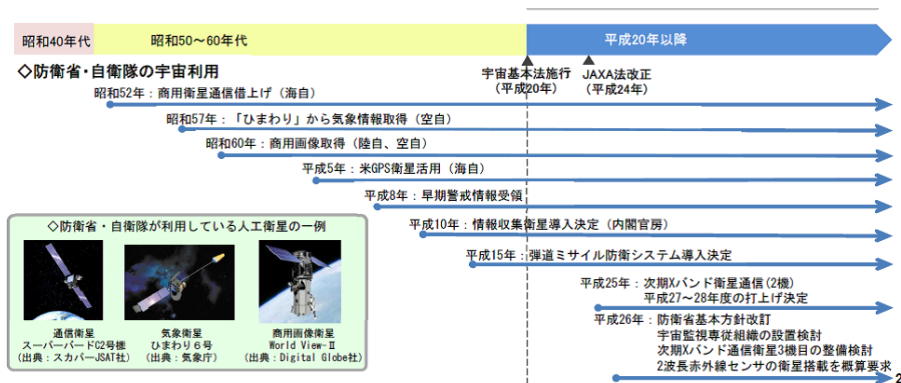 昭和40年代
昭和50～60年代
平成20年以降
◇防衛省・自衛隊の宇宙利用
宇宙基本法施行
（平成20年）
JAXA法改正
（平成24年）
昭和52年：商用衛星通信借上げ（海自）
昭和57年：「ひまわり」から気象情報取得（空自）
昭和60年：商用画像取得（陸自、空自）
平成5年：米GPS衛星活用（海自）
平成8年：早期警戒情報受領
平成10年：情報収集衛星導入決定（内閣官房）
平成15年：弾道ミサイル防衛システム導入決定
平成25年：次期Xバンド衛星通信(2機)
平成27～28年度の打上げ決定
平成26年：防衛省基本方針改訂
宇宙監視専従組織の設置検討
次期Xバンド通信衛星3機目の整備検討
2波長赤外線センサの衛星搭載を概算要求
◇防衛省・自衛隊が利用している人工衛星の一例
通信衛星
スーパーバードC2号機
（出典：スカパーJSAT社）
気象衛星
ひまわり６号
（出典：気象庁）
商用画像衛星
World View-Ⅱ
（出典：Digital Globe社）
2